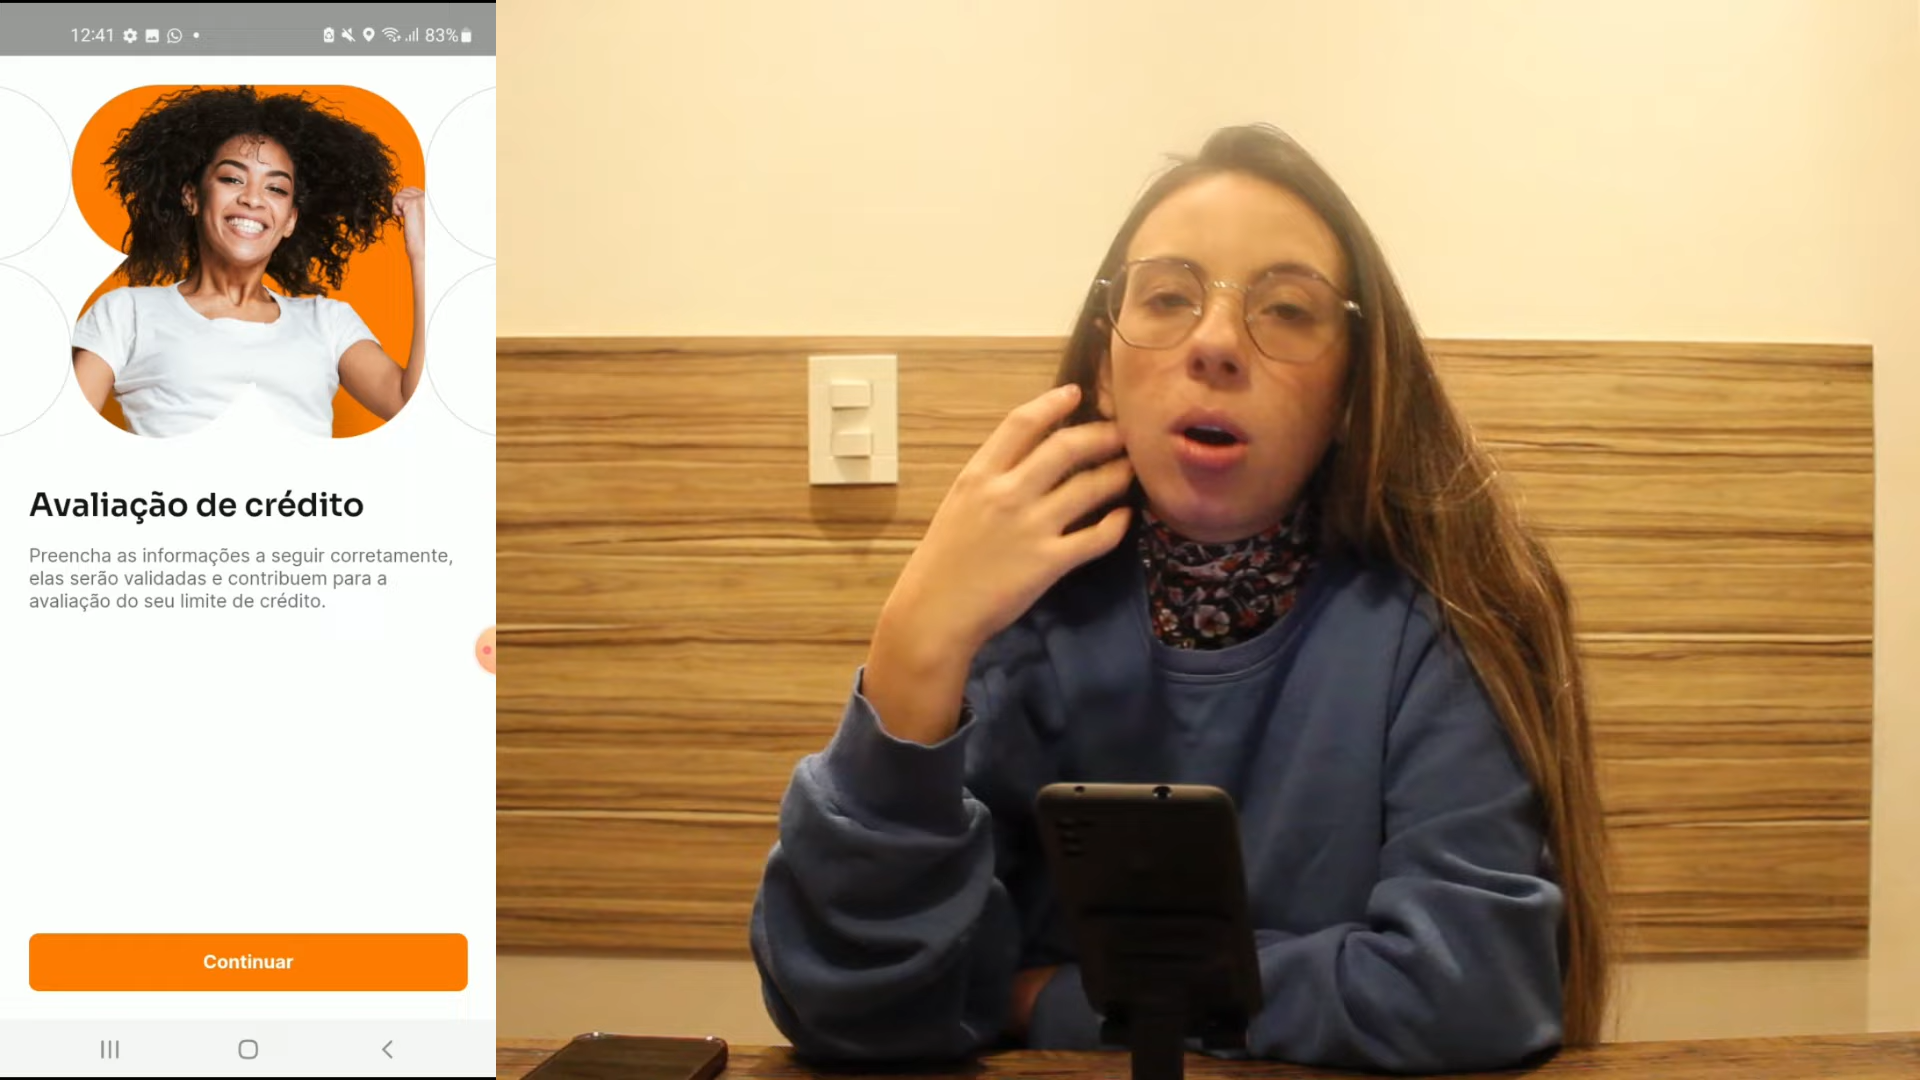 12:41
83%
Avaliação de crédito
Preencha as informações a seguir corretamente,
elas serão validadas e contribuem para a
avaliação do seu limite de crédito.
Continuar